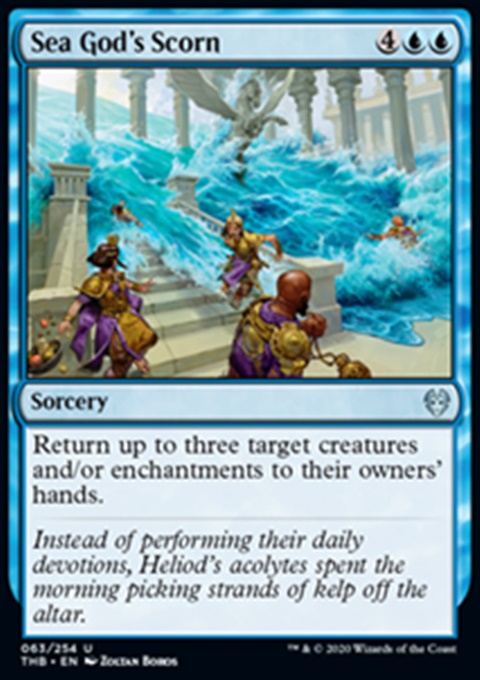 Sea God's Scorn 4
Sorcery
Return up to three target creatures
and/or enchantments to their owners'
hands.
Instead of performing their daily
devotions, Heliod's acolytes spent the
morning picking strands of kelp off the
altar.
063/254 U ™ & © 2020 Wizards of the Coast
THB • EN Zoltan Boros